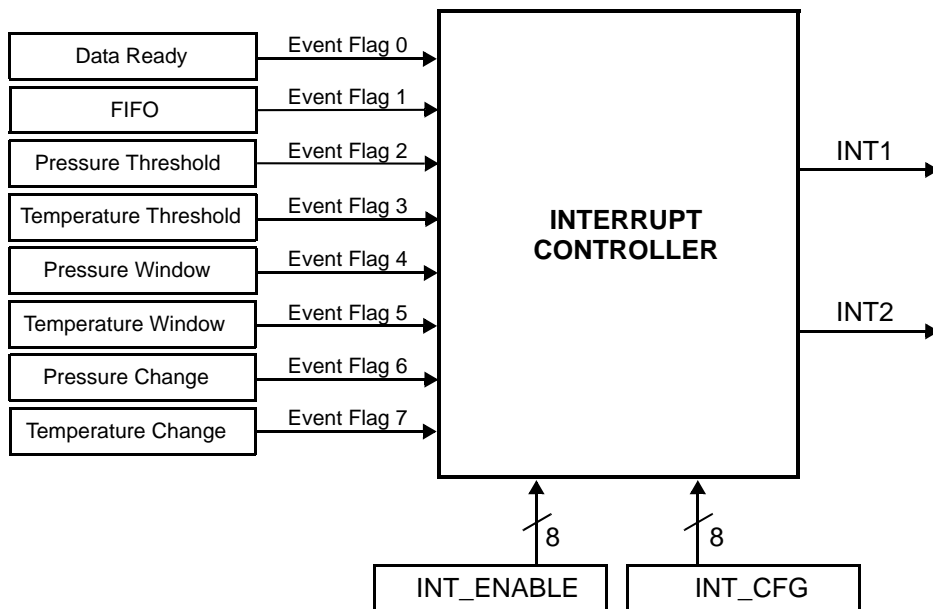 Data Ready
Event Flag 0
FIFO
Event Flag 1
Pressure Threshold
Event Flag 2
Temperature Threshold
Event Flag 3
Pressure Window
Event Flag 4
Temperature Window
Event Flag 5
Pressure Change
Event Flag 6
Temperature Change
Event Flag 7
INTERRUPT
CONTROLLER
INT1
INT2
8
8
INT_ENABLE
INT_CFG